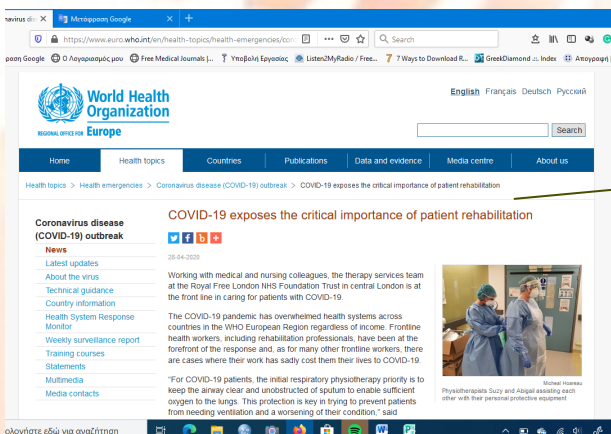 navirus dis
Μετάφραση Google
https://www.euro.who.int/en/health-topics/health-emergencies/coro
Search
ραση Google Ο Λογαριασμός μου Free Medical Journals |... Υποβολή Εργασίας Listen2MyRadio / Free... 7 Ways to Download R... GreekDiamond .::. Index Απογραφή
World Health
Organization
REGIONAL OFFICE FOR Europe
English Français Deutsch Русский
Search
Home Health topics Countries Publications Data and evidence Media centre About us
Health topics > Health emergencies > Coronavirus disease (COVID-19) outbreak > COVID-19 exposes the critical importance of patient rehabilitation
Coronavirus disease
(COVID-19) outbreak
News
Latest updates
About the virus
Technical guidance
Country information
Health System Response
Monitor
Weekly surveillance report
Training courses
Statements
Multimedia
Media contacts
COVID-19 exposes the critical importance of patient rehabilitation
28-04-2020
Working with medical and nursing colleagues, the therapy services team
at the Royal Free London NHS Foundation Trust in central London is at
the front line in caring for patients with COVID-19.
The COVID-19 pandemic has overwhelmed health systems across
countries in the WHO European Region regardless of income. Frontline
health workers, including rehabilitation professionals, have been at the
forefront of the response and, as for many other frontline workers, there
are cases where their work has sadly cost them their lives to COVID-19.
"For COVID-19 patients, the initial respiratory physiotherapy priority is to
keep the airway clear and unobstructed of sputum to enable sufficient
oxygen to the lungs. This protection is key in trying to prevent patients
from needing ventilation and a worsening of their condition," said
Micheal Hoareau
Physiotherapists Suzy and Abigail assisting each
other with their personal protective equipment
ολογήστε εδώ για αναζήτηση